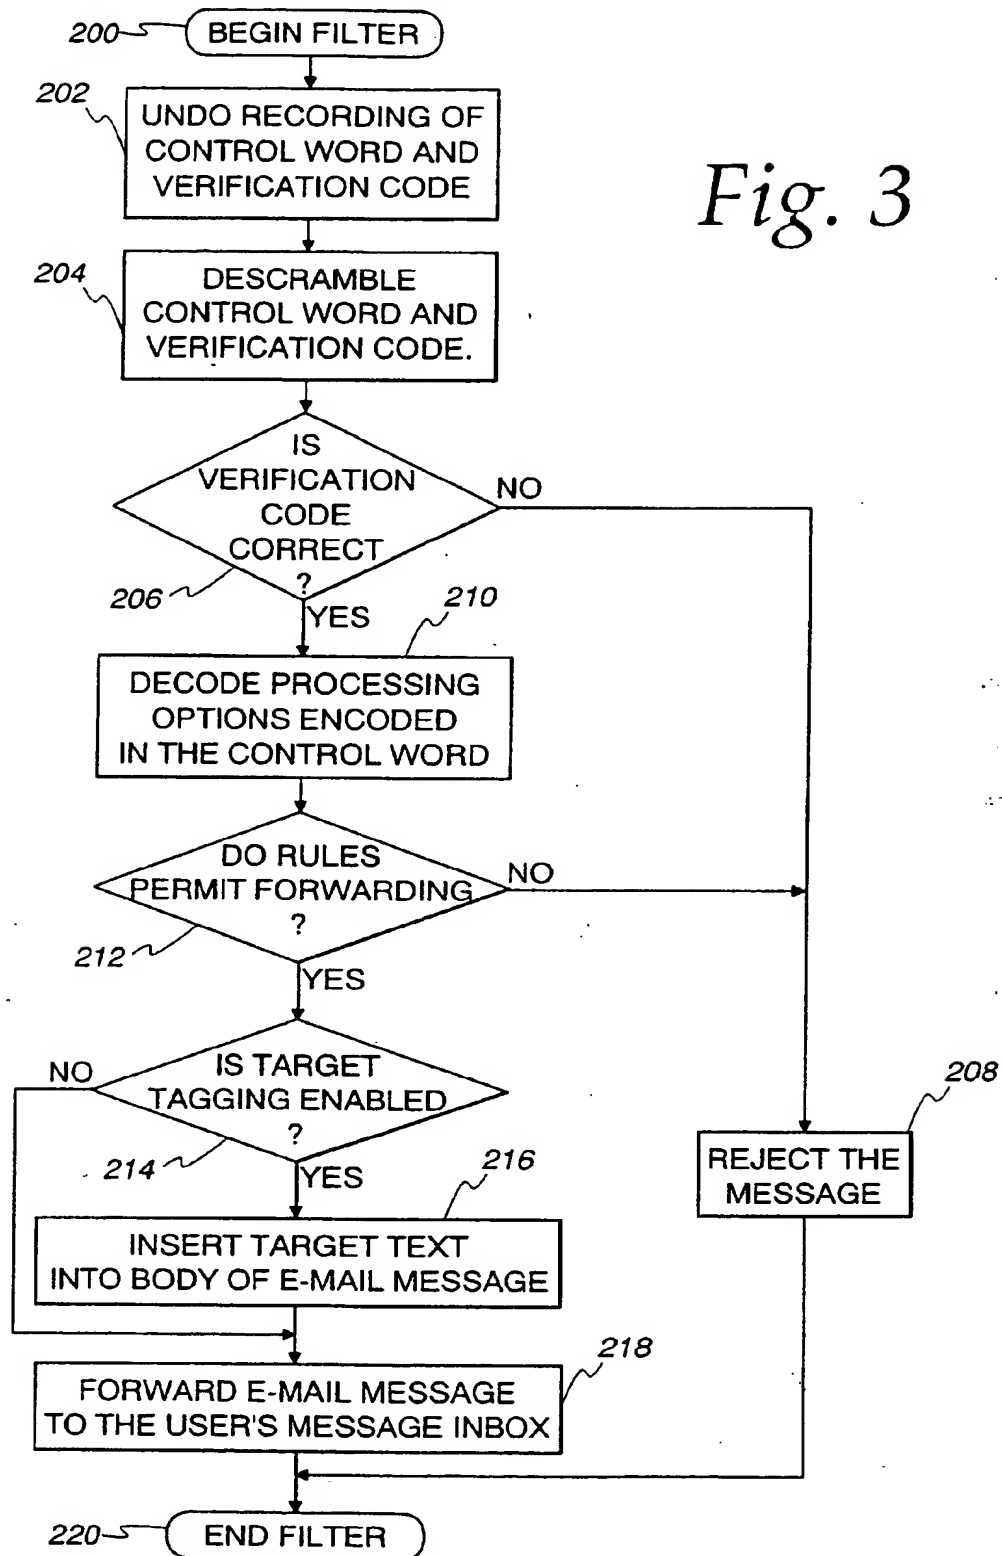 200
BEGIN FILTER
202
UNDO RECORDING OF
CONTROL WORD AND
VERIFICATION CODE
Fig. 3
204
DESCRAMBLE
CONTROL WORD AND
VERIFICATION CODE.
IS
VERIFICATION
CODE
CORRECT
?
NO
206
YES
210
DECODE PROCESSING
OPTIONS ENCODED
IN THE CONTROL WORD
DO RULES
PERMIT FORWARDING
?
NO
212
YES
NO
IS TARGET
TAGGING ENABLED
?
208
214
YES
216
REJECT THE
MESSAGE
INSERT TARGET TEXT
INTO BODY OF E-MAIL MESSAGE
218
FORWARD E-MAIL MESSAGE
TO THE USER'S MESSAGE INBOX
220
END FILTER